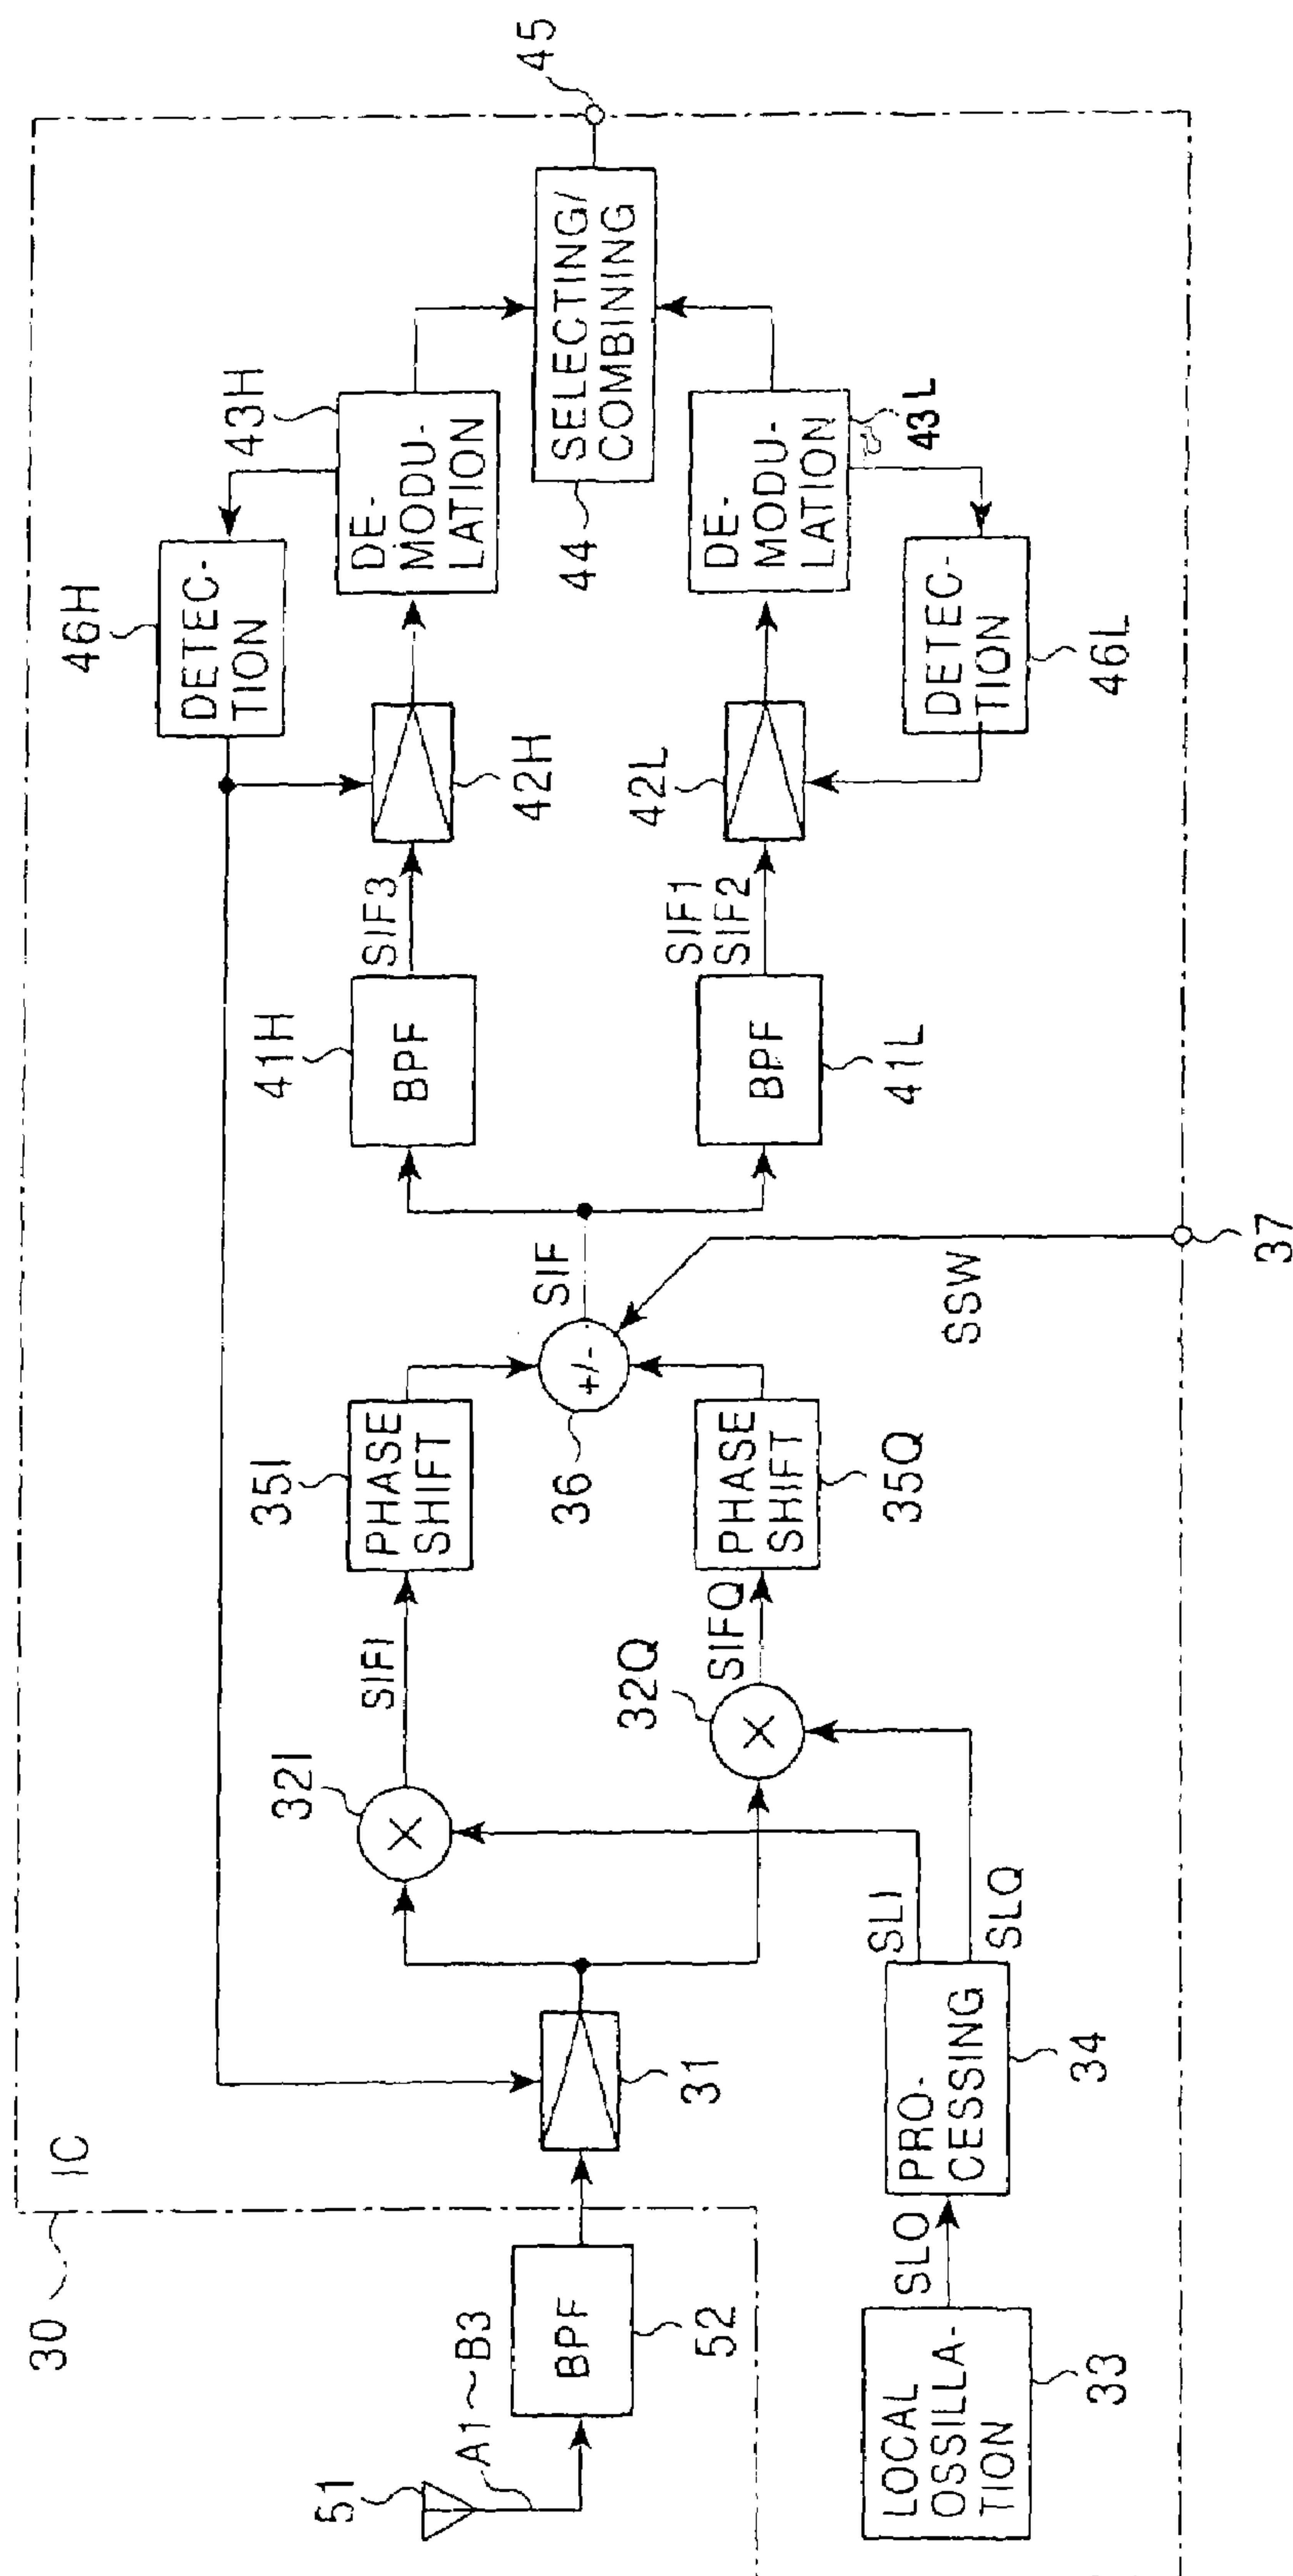 30
IC
51
A1~B3
BPF
52
31
LOCAL
OSSILLA-
TION
33
SLO
PRO-
CESSING
34
SLI
SLQ
32I
32Q
SIFI
SIFQ
35I
PHASE
SHIFT
PHASE
SHIFT
35Q
+/-
36
SIF
SSW
37
41H
BPF
BPF
41L
SIF3
SIF1
SIF2
42H
42L
46H
DETEC-
TION
DETEC-
TION
46L
43H
DE-
MODU-
LATION
DE-
MODU-
LATION
43L
44
SELECTING/
COMBINING
45